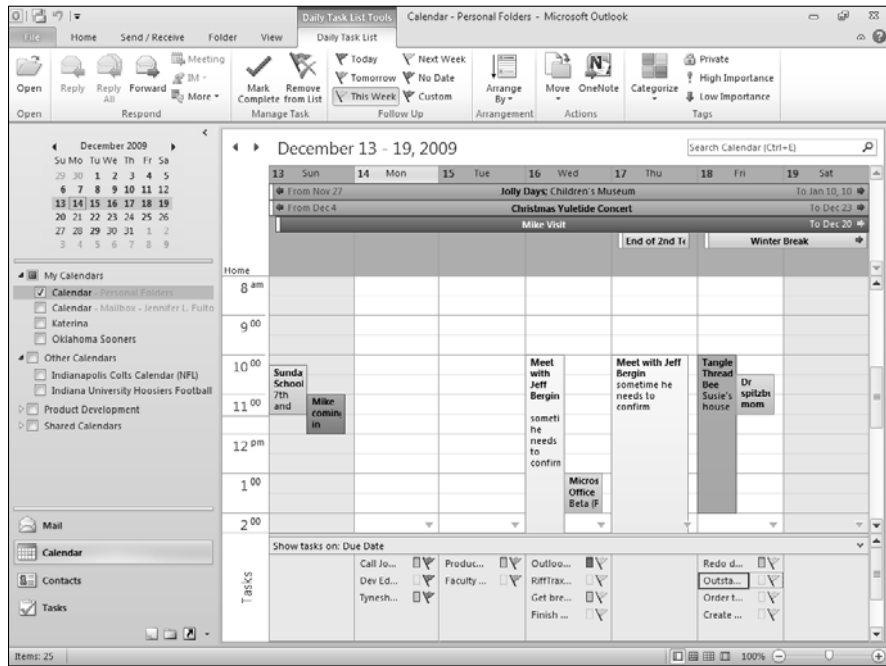 Daily Task List Tools
Calendar - Personal Folders - Microsoft Outlook
File Home Send / Receive Folder View Daily Task List
Open
Reply
Reply All
Forward
Meeting
IM
More
Mark Complete
Remove from List
Today
Tomorrow
This Week
Next Week
No Date
Custom
Arrange By
Move
OneNote
Categorize
Private
High Importance
Low Importance
Open Respond Manage Task Follow Up Arrangement Actions Tags
December 2009
Su Mo Tu We Th Fr Sa
29 30 1 2 3 4 5
6 7 8 9 10 11 12
13 14 15 16 17 18 19
20 21 22 23 24 25 26
27 28 29 30 31 1 2
3 4 5 6 7 8 9
My Calendars
Calendar - Personal Folders
Calendar - Mailbox - Jennifer L. Fulto
Katerina
Oklahoma Sooners
Other Calendars
Indianapolis Colts Calendar (NFL)
Indiana University Hoosiers Football
Product Development
Shared Calendars
Mail
Calendar
Contacts
Tasks
December 13 - 19, 2009
Search Calendar (Ctrl+E)
13 Sun 14 Mon 15 Tue 16 Wed 17 Thu 18 Fri 19 Sat
From Nov 27 Jolly Days; Children's Museum To Jan 10, 10
From Dec 4 Christmas Yuletide Concert To Dec 23
Mike Visit To Dec 20
End of 2nd Te Winter Break
Home
8 am
9 00
10 00
11 00
12 pm
1 00
2 00
Sunda
School
7th
and
Mike
coming
in
Meet
with
Jeff
Bergin
someti
he
needs
to
confirm
Micros
Office
Beta (F
Meet with Jeff
Bergin
sometime he
needs to
confirm
Tangle
Thread
Bee
Susie's
house
Dr
spitzbu
mom
Tasks
Show tasks on: Due Date
Call Jo... Produc... Outloo... Redo d...
Dev Ed... Faculty ... RiffTrax... Outsta...
Tynesh... Get bre... Order t...
Finish ... Create ...
Items: 25
100%